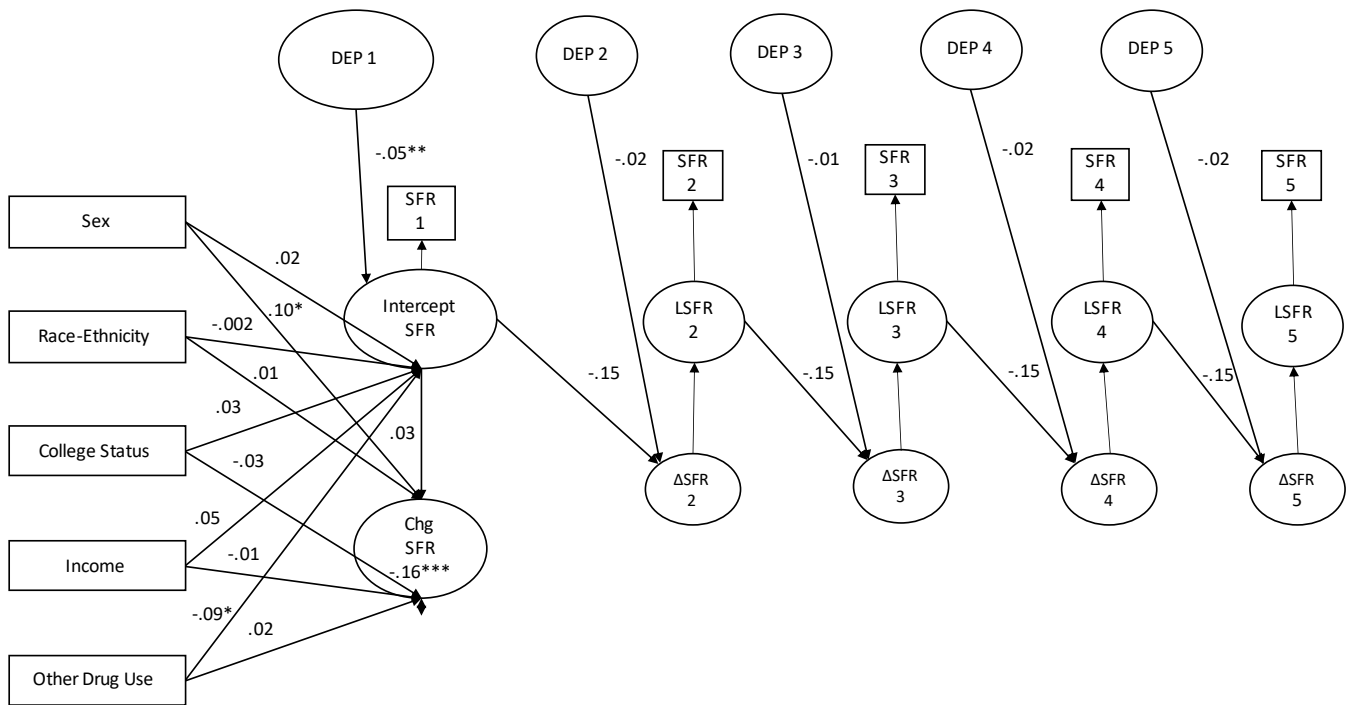 DEP 1
DEP 2
DEP 3
DEP 4
DEP 5
-.05**
-.02
-.01
-.02
-.02
SFR
1
SFR
2
SFR
3
SFR
4
SFR
5
Sex
.02
.10*
Intercept
SFR
LSFR
2
LSFR
3
LSFR
4
LSFR
5
Race-Ethnicity
-.002
.01
-.15
-.15
-.15
-.15
College Status
.03
-.03
.03
ΔSFR
2
ΔSFR
3
ΔSFR
4
ΔSFR
5
Chg
SFR
-.16***
Income
.05
-.01
-.09*
.02
Other Drug Use